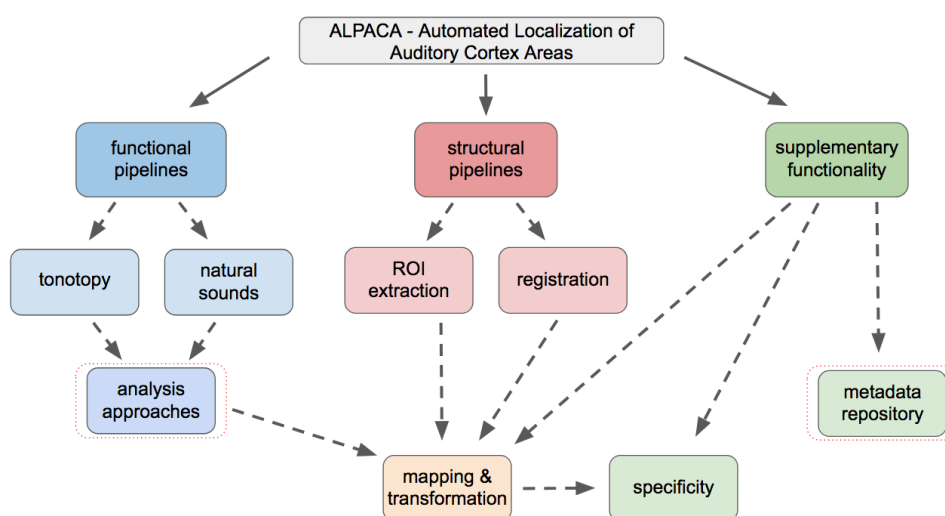 ALPACA - Automated Localization of
Auditory Cortex Areas
functional
pipelines
structural
pipelines
supplementary
functionality
tonotopy
natural
sounds
ROI
extraction
registration
analysis
approaches
metadata
repository
mapping &
transformation
specificity